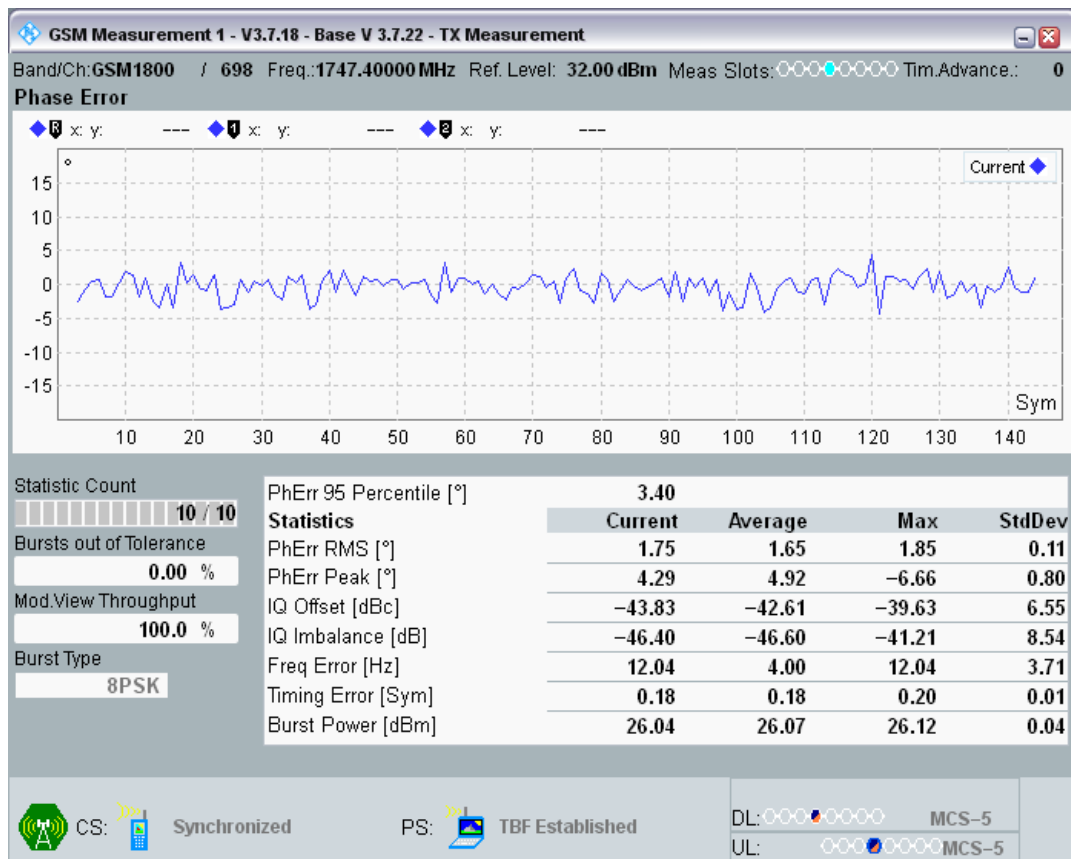 GSM Measurement 1 - V3.7.18 - Base V 3.7.22 - TX Measurement
Band/Ch:GSM1800 / 698 Freq.:1747.40000 MHz Ref. Level: 32.00 dBm Meas Slots: Tim.Advance.: 0
Phase Error
R x: y: --- 1 x: y: --- 2 x: y: ---
°
Current
15
10
5
0
-5
-10
-15
Sym
10 20 30 40 50 60 70 80 90 100 110 120 130 140
Statistic Count
10 / 10
Bursts out of Tolerance
0.00 %
Mod.View Throughput
100.0 %
Burst Type
8PSK
PhErr 95 Percentile [°] 3.40
Statistics Current Average Max StdDev
PhErr RMS [°] 1.75 1.65 1.85 0.11
PhErr Peak [°] 4.29 4.92 −6.66 0.80
IQ Offset [dBc] −43.83 −42.61 −39.63 6.55
IQ Imbalance [dB] −46.40 −46.60 −41.21 8.54
Freq Error [Hz] 12.04 4.00 12.04 3.71
Timing Error [Sym] 0.18 0.18 0.20 0.01
Burst Power [dBm] 26.04 26.07 26.12 0.04
CS: Synchronized PS: TBF Established
DL: MCS−5
UL: MCS−5